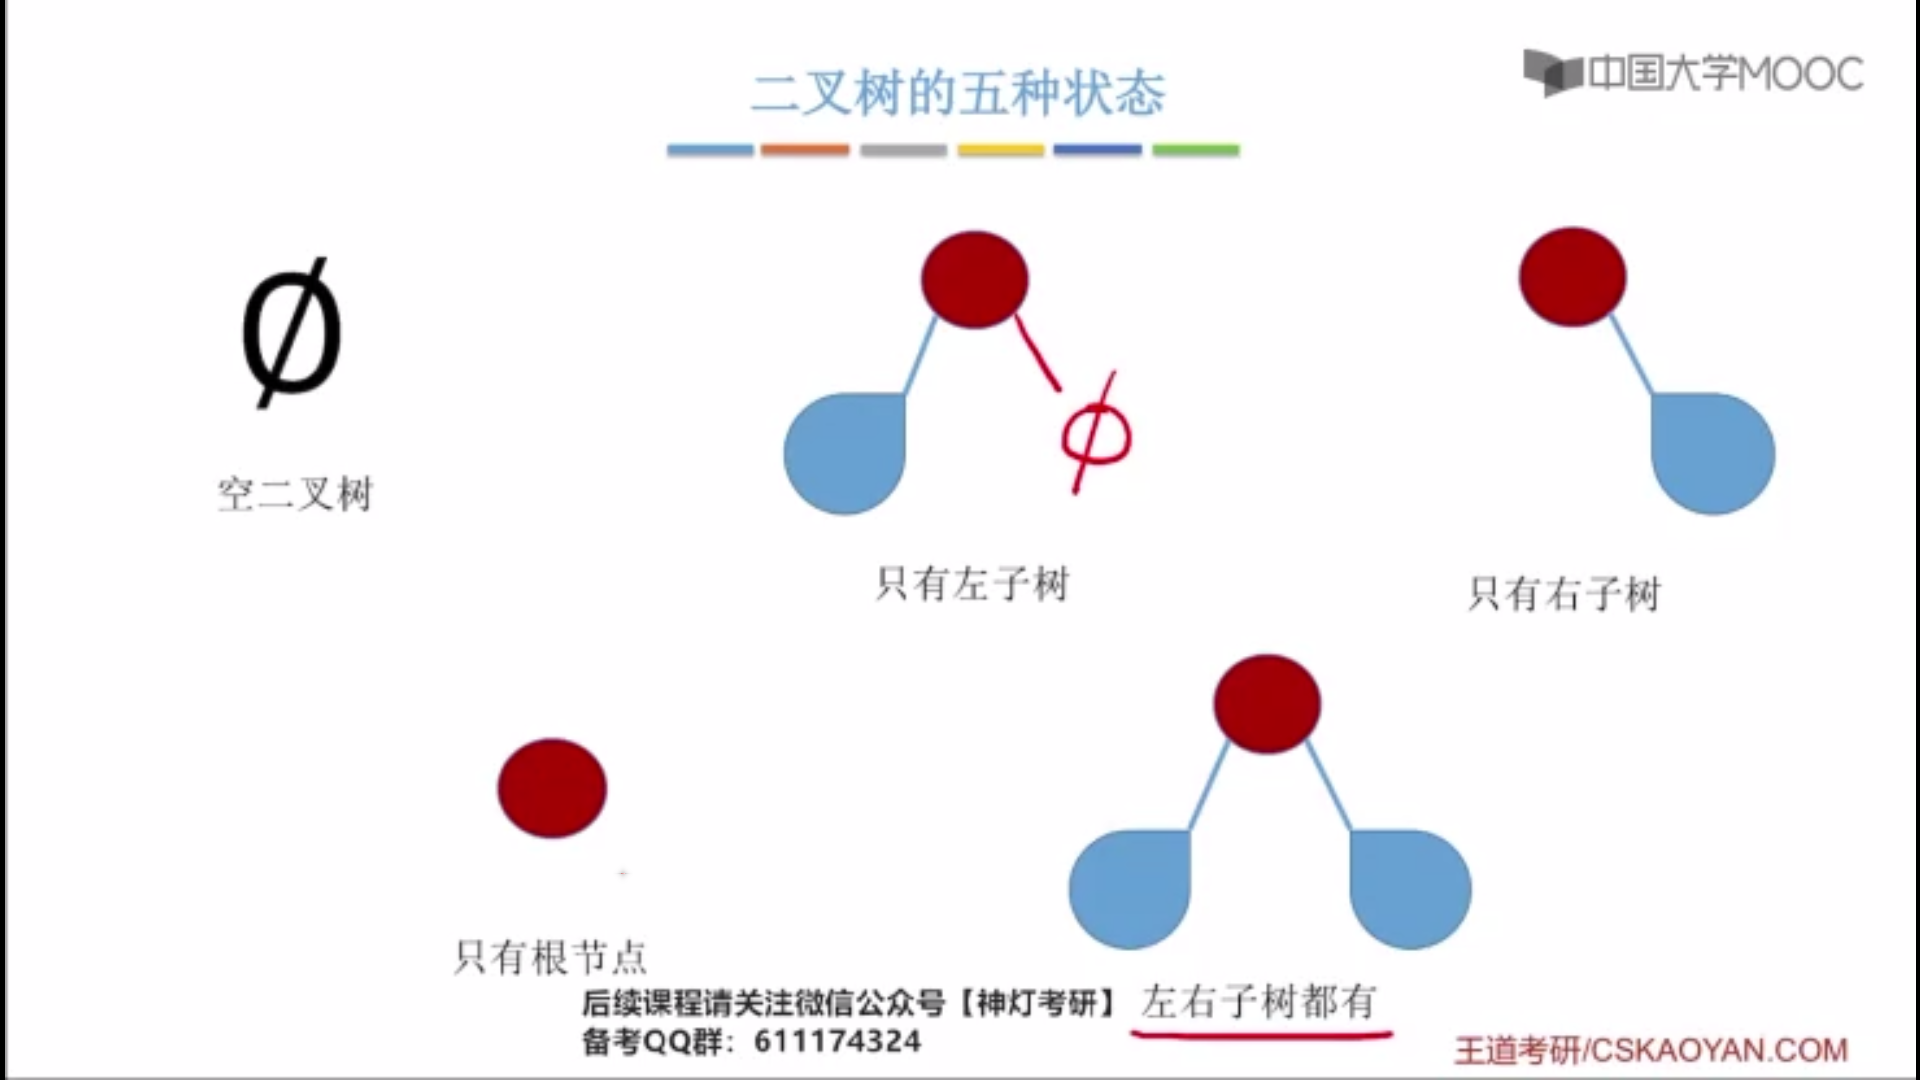 二叉树的五种状态
中国大学MOOC
Ø
空二叉树
Ø
只有左子树
只有右子树
只有根节点
左右子树都有
后续课程请关注微信公众号【神灯考研】
备考QQ群：611174324
王道考研/CSKAOYAN.COM